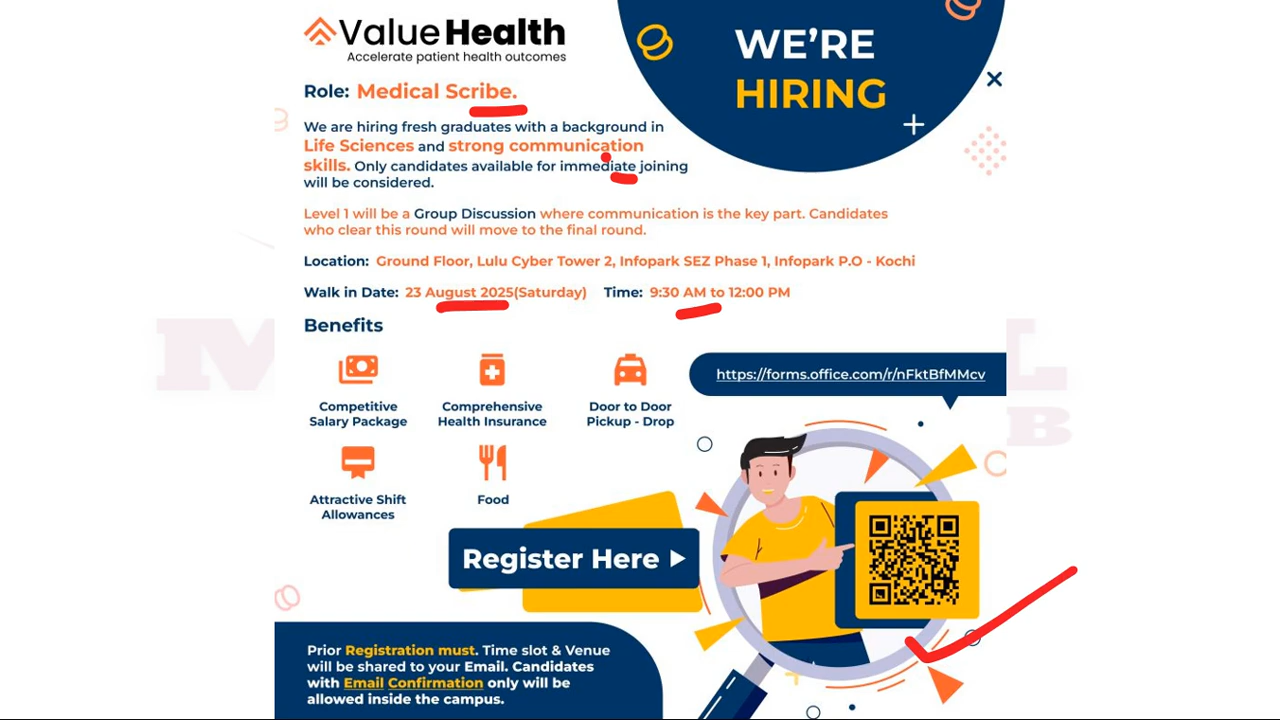 Value Health
Accelerate patient health outcomes
WE'RE
HIRING
Role: Medical Scribe.
We are hiring fresh graduates with a background in
Life Sciences and strong communication
skills. Only candidates available for immediate joining
will be considered.
Level 1 will be a Group Discussion where communication is the key part. Candidates
who clear this round will move to the final round.
Location: Ground Floor, Lulu Cyber Tower 2, Infopark SEZ Phase 1, Infopark P.O - Kochi
Walk in Date: 23 August 2025(Saturday) Time: 9:30 AM to 12:00 PM
Benefits
Competitive
Salary Package
Comprehensive
Health Insurance
Door to Door
Pickup - Drop
https://forms.office.com/r/nFktBfMMcv
Attractive Shift
Allowances
Food
Register Here
Prior Registration must. Time slot & Venue
will be shared to your Email. Candidates
with Email Confirmation only will be
allowed inside the campus.